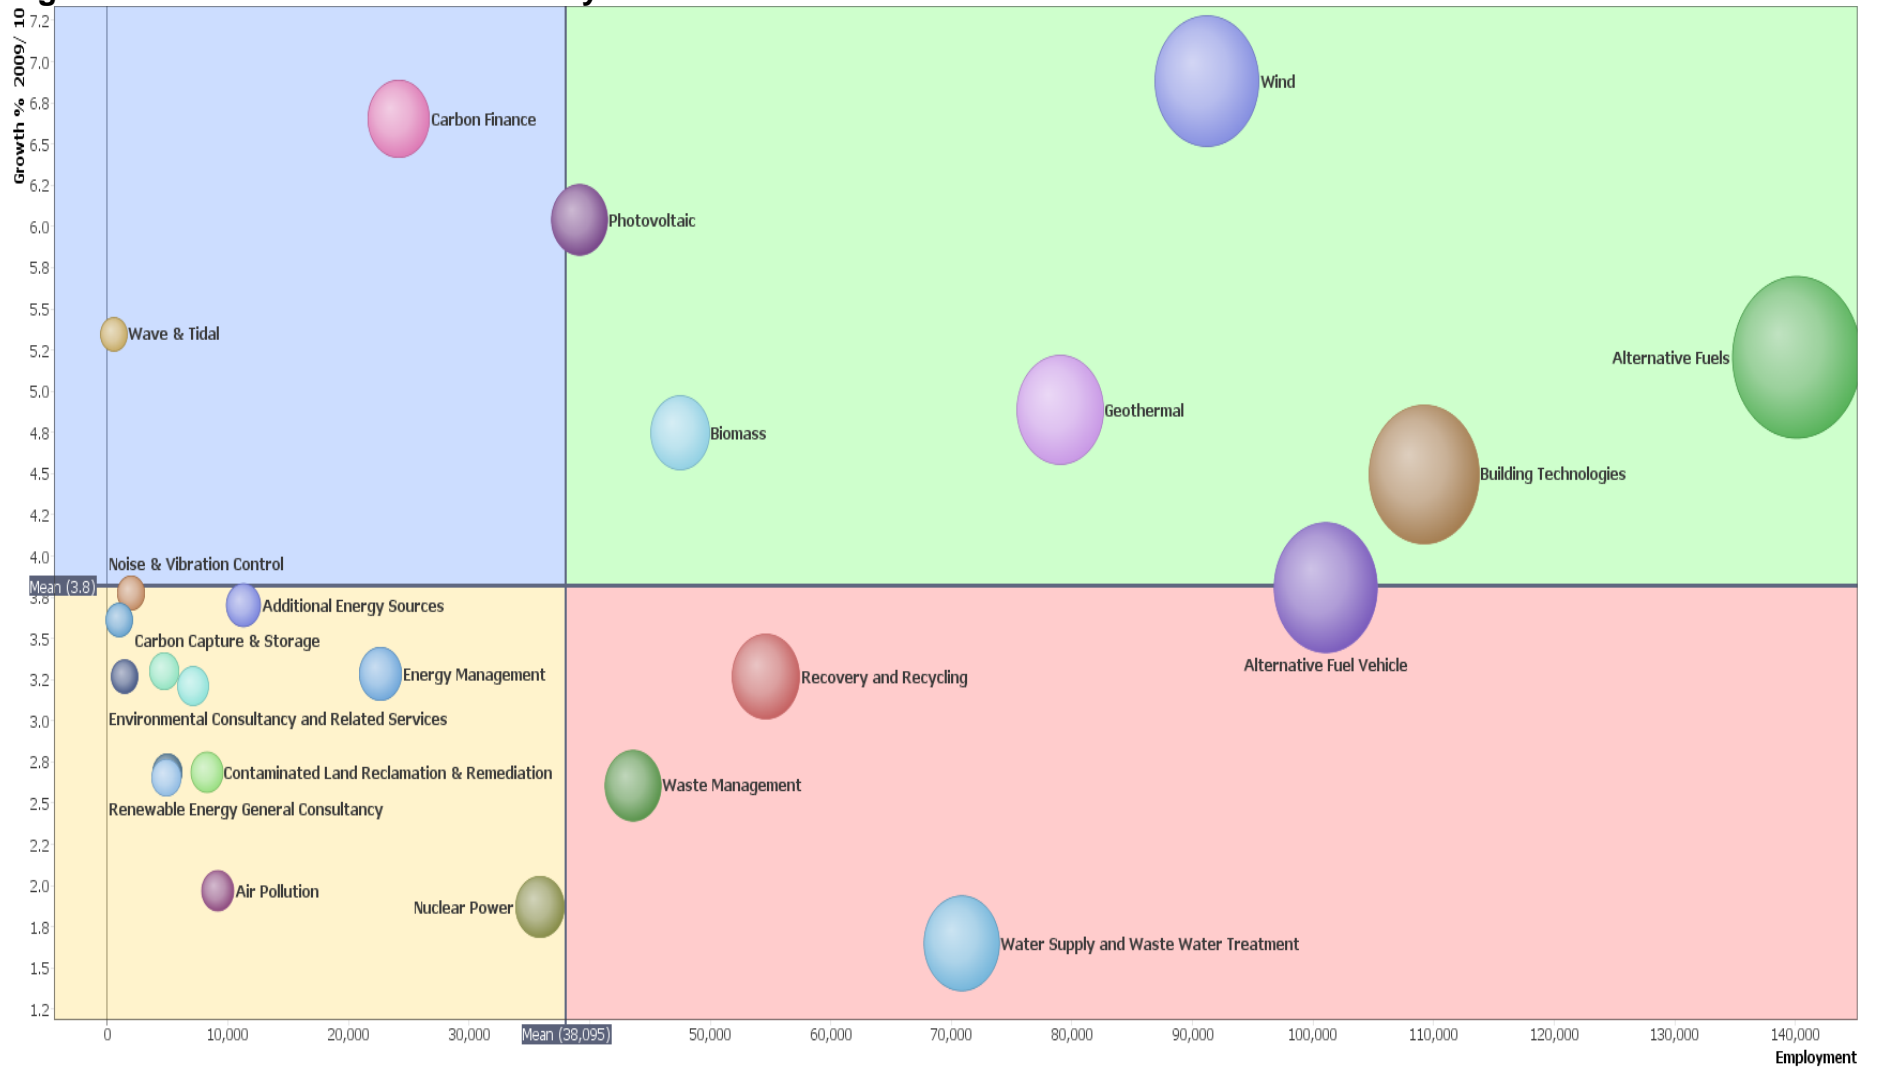 Growth % 2009/ 10
7.2
7.0
6.8
6.5
6.2
6.0
5.8
5.5
5.2
5.0
4.8
4.5
4.2
4.0
Mean (3.8)
3.8
3.5
3.2
3.0
2.8
2.5
2.2
2.0
1.8
1.5
1.2
Wind
Carbon Finance
Photovoltaic
Wave & Tidal
Alternative Fuels
Geothermal
Biomass
Building Technologies
Noise & Vibration Control
Additional Energy Sources
Carbon Capture & Storage
Alternative Fuel Vehicle
Energy Management
Recovery and Recycling
Environmental Consultancy and Related Services
Contaminated Land Reclamation & Remediation
Waste Management
Renewable Energy General Consultancy
Air Pollution
Nuclear Power
Water Supply and Waste Water Treatment
0
10,000
20,000
30,000
Mean (38,095)
50,000
60,000
70,000
80,000
90,000
100,000
110,000
120,000
130,000
140,000
Employment